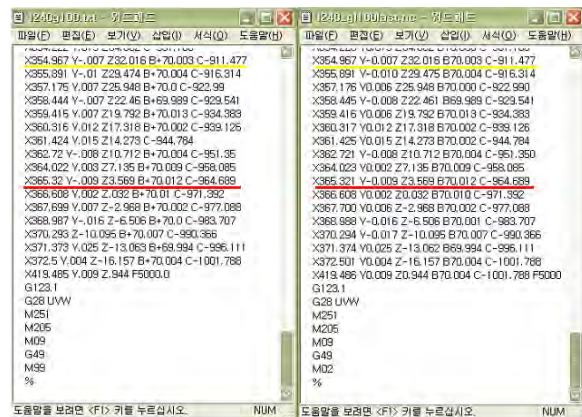 1240g100.txt - 워드패드
파일(F) 편집(E) 보기(V) 삽입(I) 서식(O) 도움말(H)
X354.967 Y-.007 Z32.016 B+70.003 C-911.477
X355.891 Y-.01 Z29.474 B+70.004 C-916.314
X357.175 Y.007 Z25.948 B+70.0 C-922.99
X358.444 Y-.007 Z22.46 B+69.989 C-929.541
X359.415 Y.007 Z19.792 B+70.013 C-934.383
X360.316 Y.012 Z17.318 B+70.002 C-939.126
X361.424 Y.015 Z14.273 C-944.784
X362.72 Y-.008 Z10.712 B+70.004 C-951.35
X364.022 Y.003 Z7.135 B+70.009 C-958.085
X365.32 Y-.009 Z3.569 B+70.012 C-964.689
X366.608 Y.002 Z.032 B+70.01 C-971.392
X367.699 Y.007 Z-2.968 B+70.002 C-977.088
X368.987 Y-.016 Z-6.506 B+70.0 C-983.707
X370.293 Z-10.095 B+70.007 C-990.366
X371.373 Y.025 Z-13.063 B+69.994 C-996.111
X372.5 Y.004 Z-16.157 B+70.004 C-1001.788
X419.485 Y.009 Z.944 F5000.0
G123.1
G28 UVW
M251
M205
M09
G49
M99
%
도움말을 보려면 <F1> 키를 누르십시오. NUM
워드패드
파일(F) 편집(E) 보기(V) 삽입(I) 서식(O) 도움말(H)
X354.967 Y-0.007 Z32.016 B70.003 C-911.477
X355.891 Y-0.010 Z29.475 B70.004 C-916.314
X357.176 Y0.006 Z25.948 B70.000 C-922.990
X358.445 Y-0.008 Z22.461 B69.989 C-929.541
X359.416 Y0.006 Z19.792 B70.013 C-934.383
X360.317 Y0.012 Z17.318 B70.002 C-939.126
X361.425 Y0.015 Z14.273 B70.002 C-944.783
X362.721 Y-0.008 Z10.712 B70.004 C-951.350
X364.023 Y0.002 Z7.135 B70.009 C-958.085
X365.321 Y-0.009 Z3.570 B70.012 C-964.689
X366.608 Y0.002 Z0.032 B70.010 C-971.392
X367.700 Y0.006 Z-2.968 B70.002 C-977.088
X368.988 Y-0.016 Z-6.506 B70.001 C-983.707
X370.294 Y-0.017 Z-10.095 B70.007 C-990.366
X371.374 Y0.025 Z-13.062 B69.994 C-996.111
X372.501 Y0.004 Z-16.157 B70.004 C-1001.788
X419.486 Y0.009 Z0.944 B70.004 C-1001.788 F5000
G123.1
G28 UVW
M251
M205
M09
G49
M02
%
도움말을 보려면 <F1> 키를 누르십시오. NUM